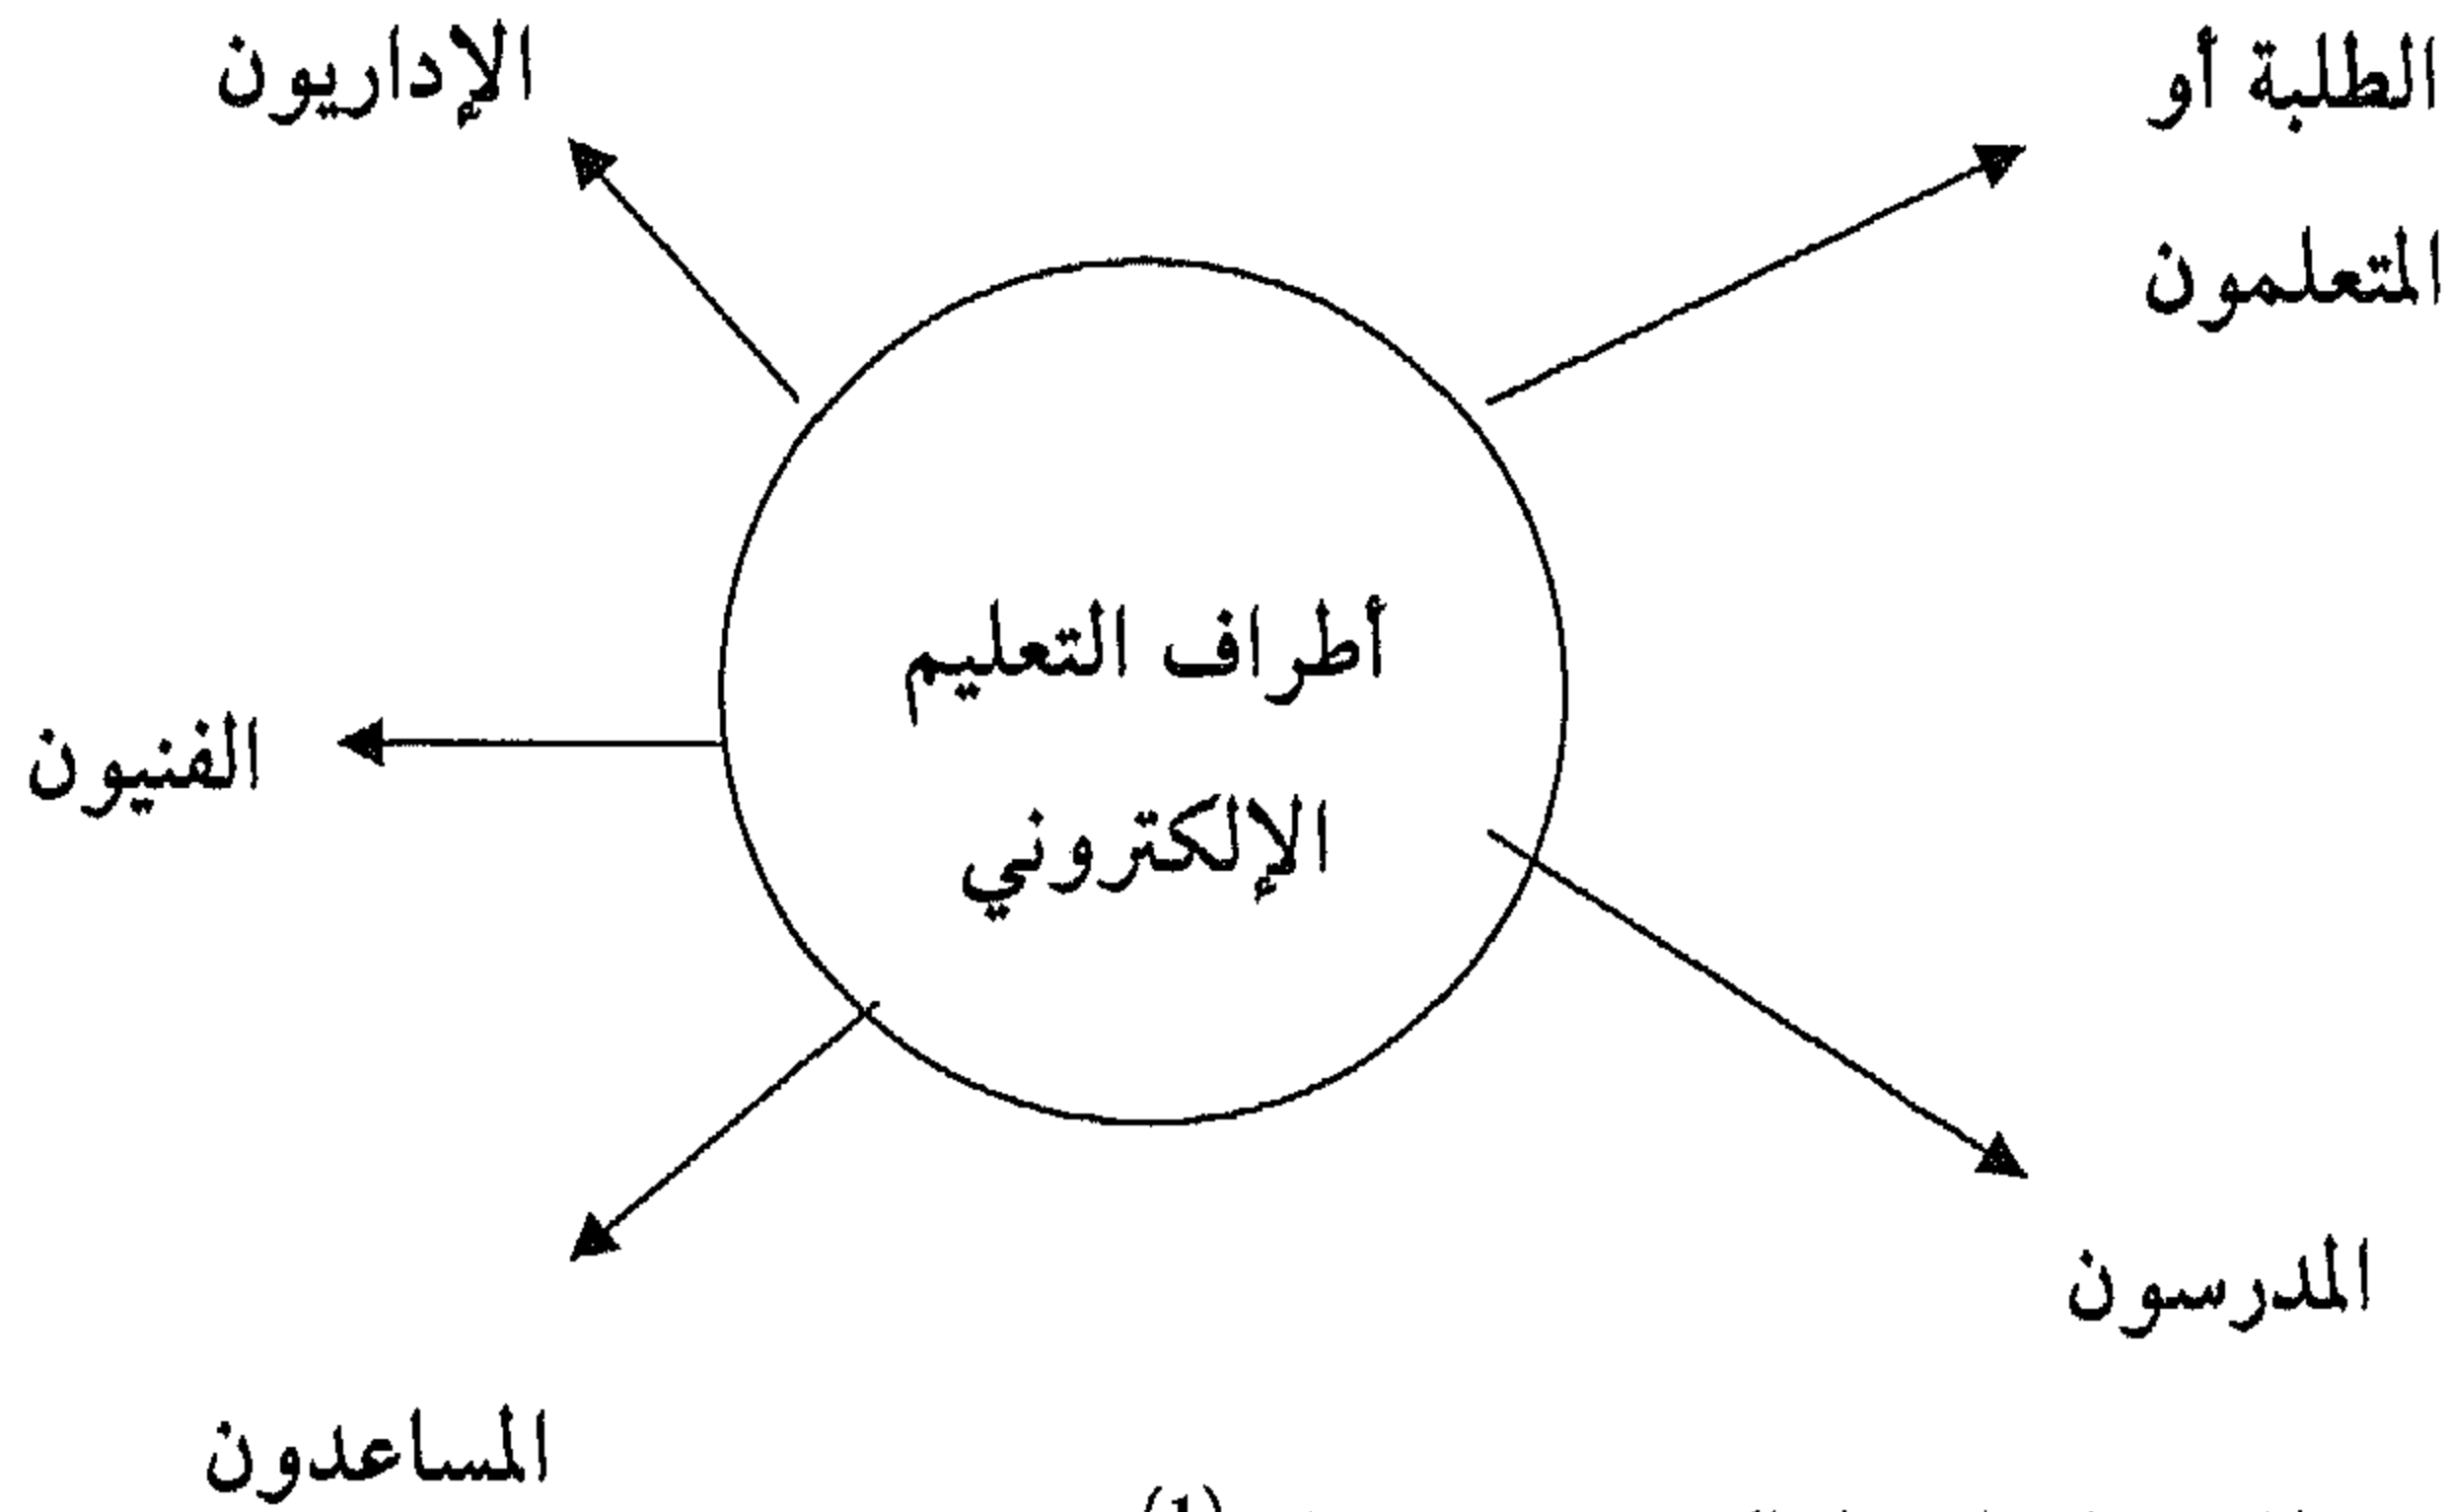 الطلبة أو
المتعلمون
الإداريون
أطراف التعليم
الإلكتروني
الفنيون
المدرسون
المساعدون
(1)